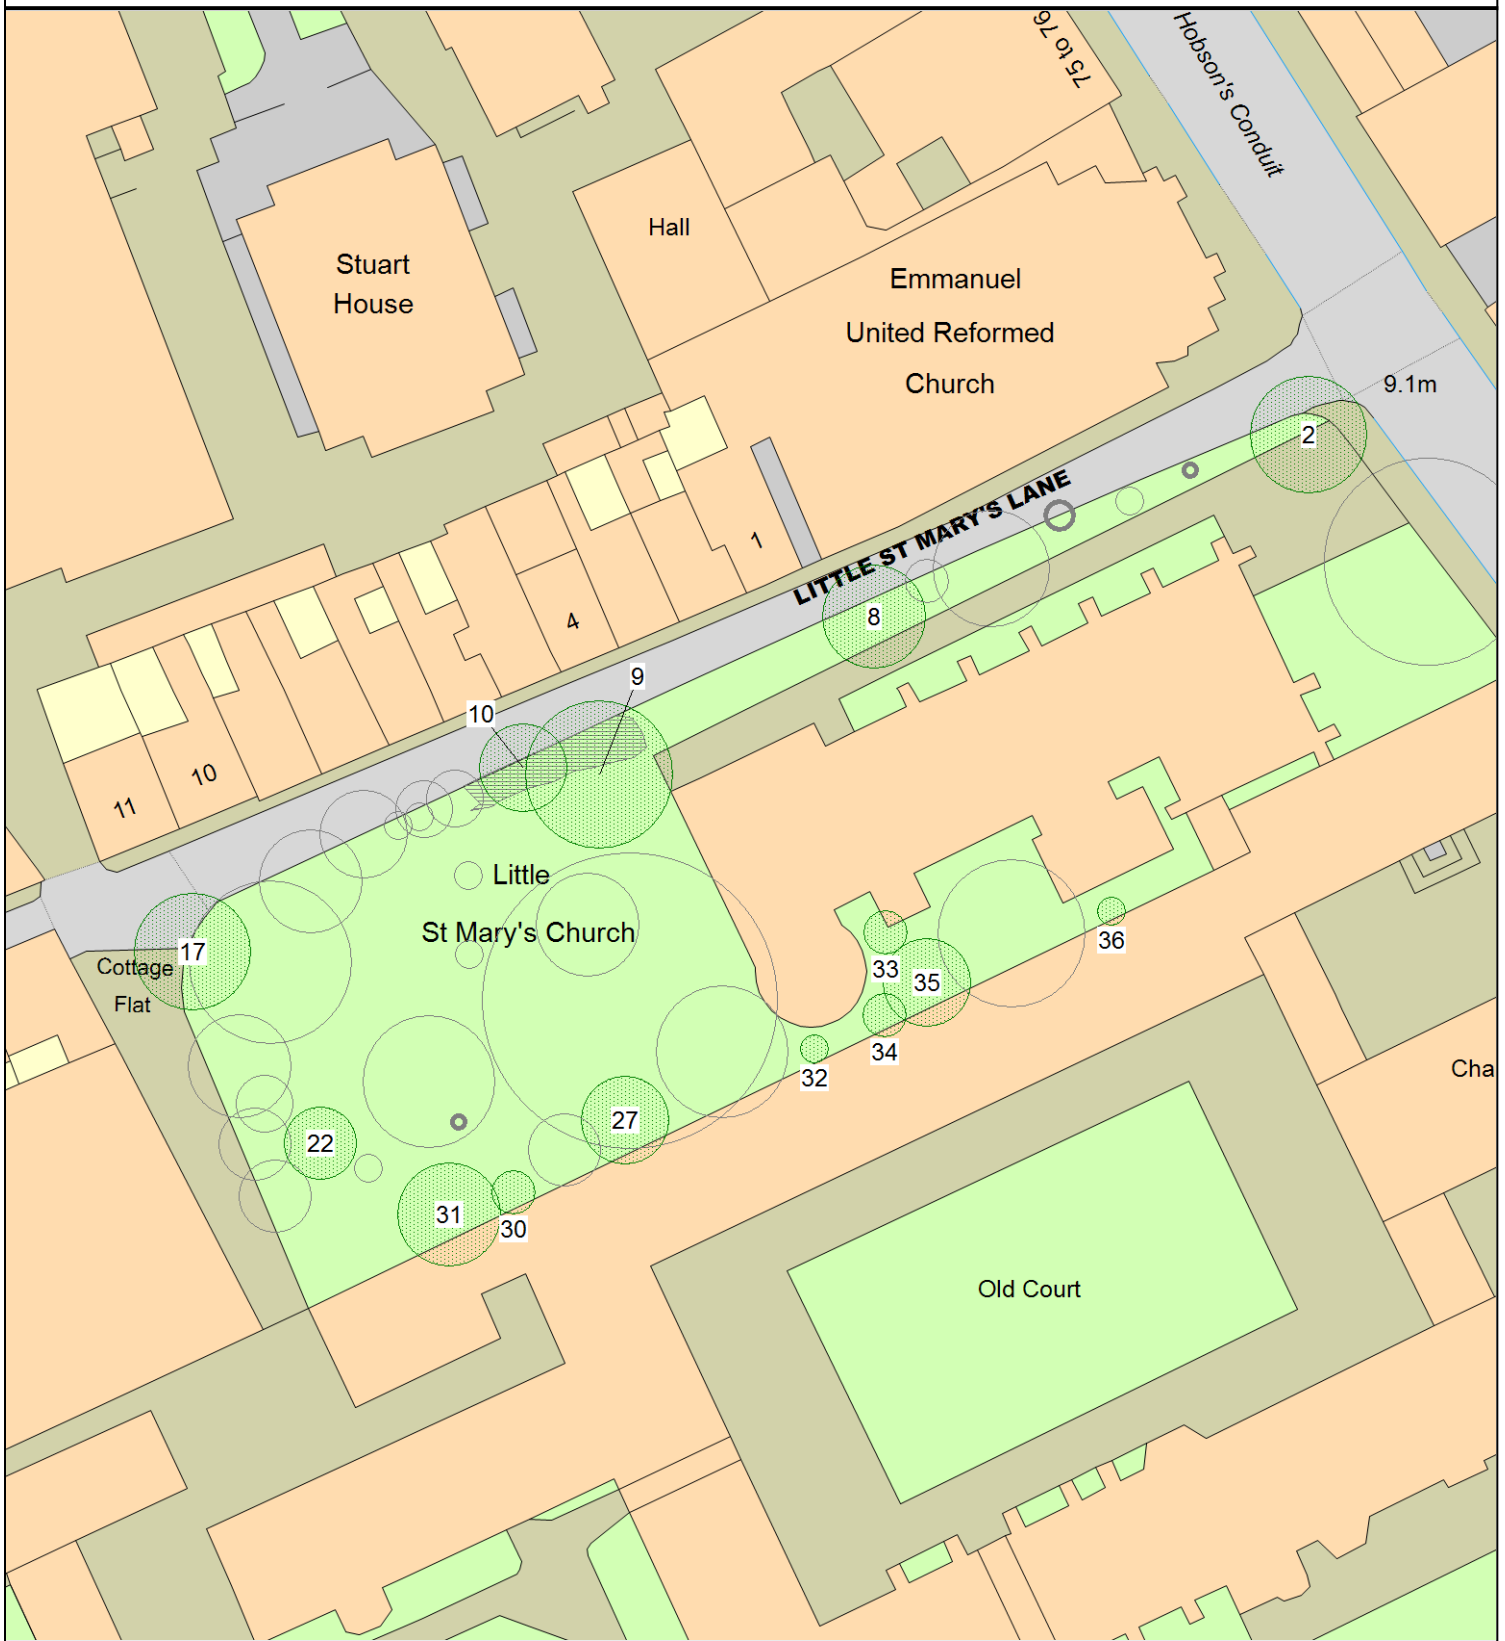 75 to 76
Hobson's Conduit
Hall
Stuart
House
Emmanuel
United Reformed
Church
9.1m
2
LITTLE ST MARY'S LANE
1
4
8
9
10
10
11
Little
St Mary's Church
17
Cottage
Flat
33
35
36
34
32
27
22
31
30
Cha
Old Court